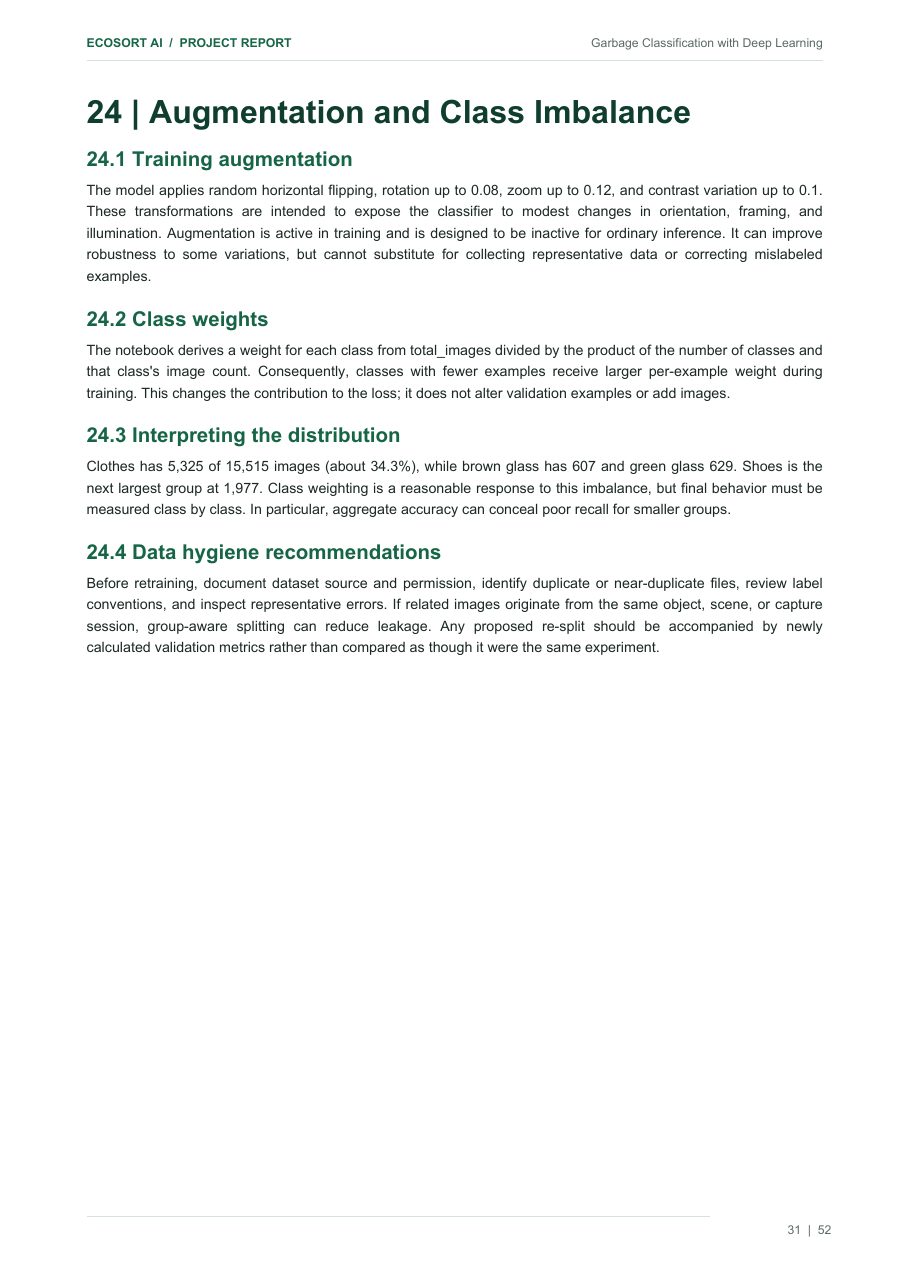 ECOSORT AI / PROJECT REPORT
Garbage Classification with Deep Learning
24 | Augmentation and Class Imbalance
24.1 Training augmentation
The model applies random horizontal flipping, rotation up to 0.08, zoom up to 0.12, and contrast variation up to 0.1.
These transformations are intended to expose the classifier to modest changes in orientation, framing, and
illumination. Augmentation is active in training and is designed to be inactive for ordinary inference. It can improve
robustness to some variations, but cannot substitute for collecting representative data or correcting mislabeled
examples.
24.2 Class weights
The notebook derives a weight for each class from total_images divided by the product of the number of classes and
that class's image count. Consequently, classes with fewer examples receive larger per-example weight during
training. This changes the contribution to the loss; it does not alter validation examples or add images.
24.3 Interpreting the distribution
Clothes has 5,325 of 15,515 images (about 34.3%), while brown glass has 607 and green glass 629. Shoes is the
next largest group at 1,977. Class weighting is a reasonable response to this imbalance, but final behavior must be
measured class by class. In particular, aggregate accuracy can conceal poor recall for smaller groups.
24.4 Data hygiene recommendations
Before retraining, document dataset source and permission, identify duplicate or near-duplicate files, review label
conventions, and inspect representative errors. If related images originate from the same object, scene, or capture
session, group-aware splitting can reduce leakage. Any proposed re-split should be accompanied by newly
calculated validation metrics rather than compared as though it were the same experiment.
31 | 52